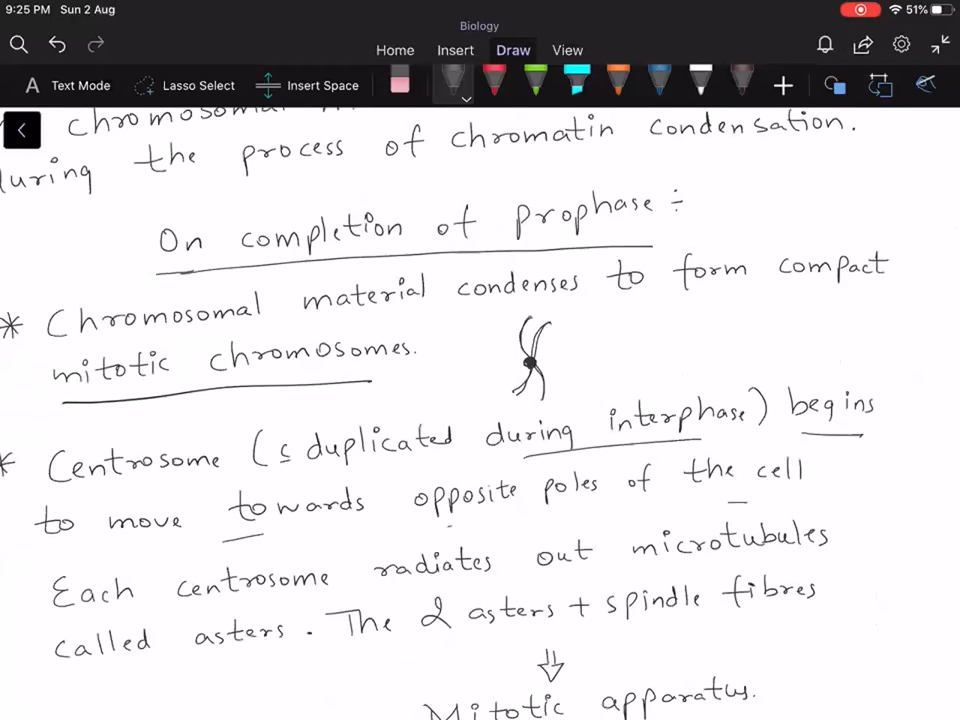 9:25 PM Sun 2 Aug
51%
Biology
Home Insert Draw View
A Text Mode Lasso Select Insert Space
chromosomal
during the process of chromatin condensation.
On completion of prophase ÷
* Chromosomal material condenses to form compact
mitotic chromosomes.
* Centrosome ( duplicated during interphase) begins
to move towards opposite poles of the cell
Each centrosome radiates out microtubules
called asters. The 2 asters + spindle fibres
⇓
Mitotic apparatus.